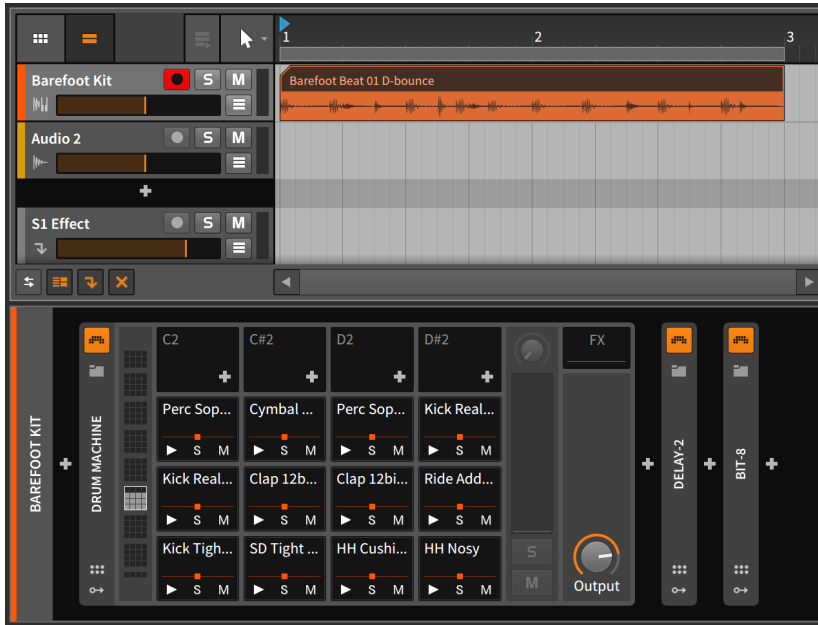 1 2 3
Barefoot Kit S M
Barefoot Beat 01 D-bounce
Audio 2 S M
S1 Effect S M
BAREFOOT KIT
DRUM MACHINE
C2 C#2 D2 D#2 FX
Perc Sop... Cymbal ... Perc Sop... Kick Real...
S M S M S M S M
Kick Real... Clap 12b... Clap 12bi... Ride Add...
S M S M S M S M
Kick Tigh... SD Tight ... HH Cushi... HH Nosy
S M S M S M S M
S
M
Output
DELAY-2
BIT-8